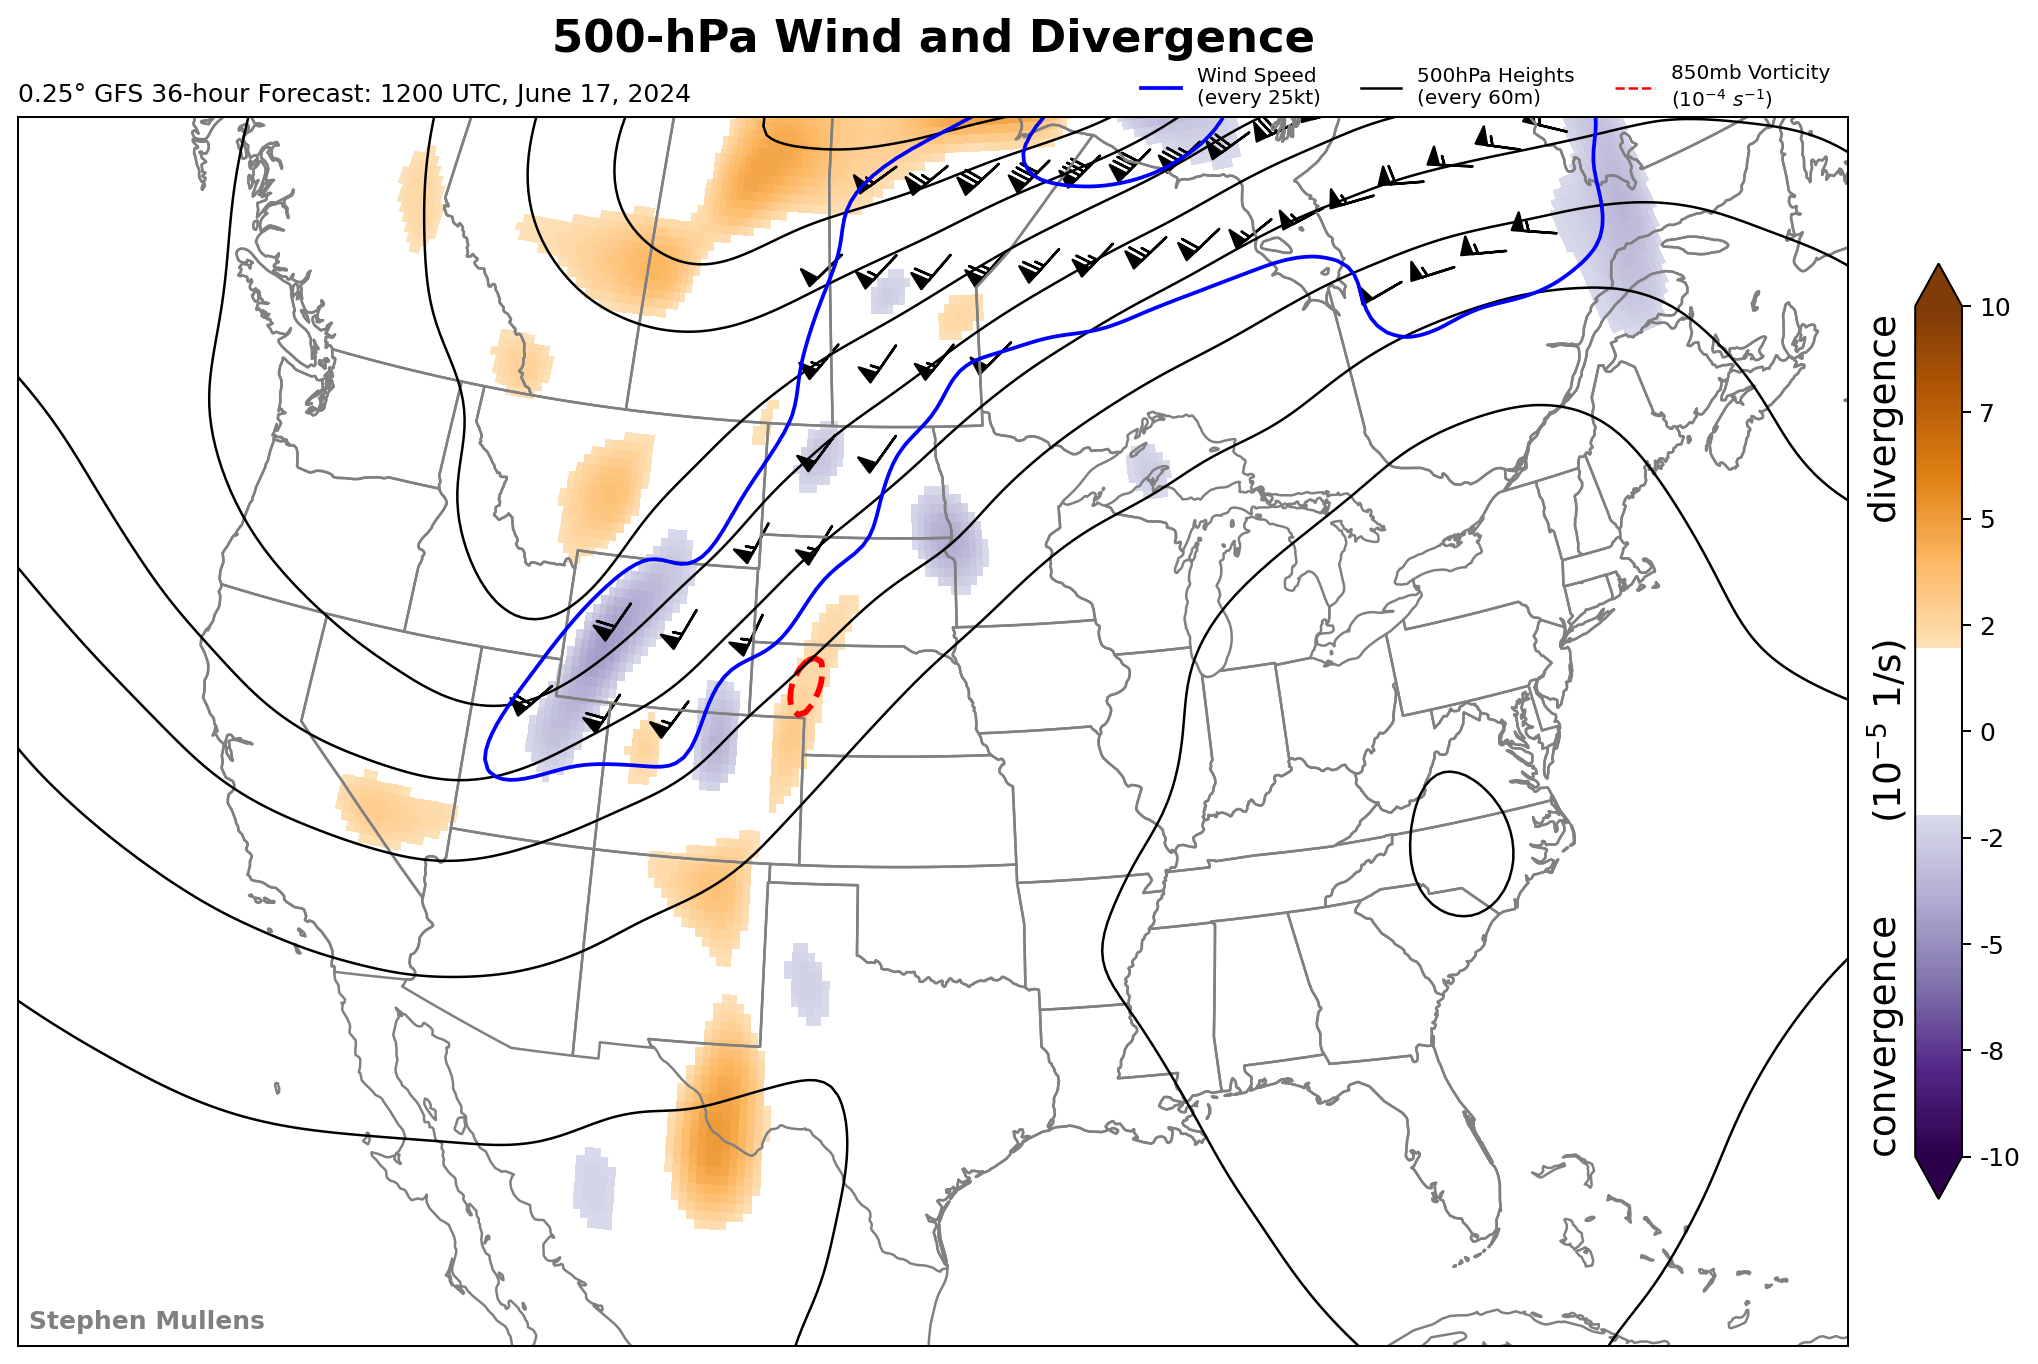 500-hPa Wind and Divergence
0.25° GFS 36-hour Forecast: 1200 UTC, June 17, 2024
Wind Speed
(every 25kt)
500hPa Heights
(every 60m)
850mb Vorticity
(10⁻⁴ s⁻¹)
10
7
5
2
0
-2
-5
-8
-10
convergence (10⁻⁵ 1/s) divergence
Stephen Mullens